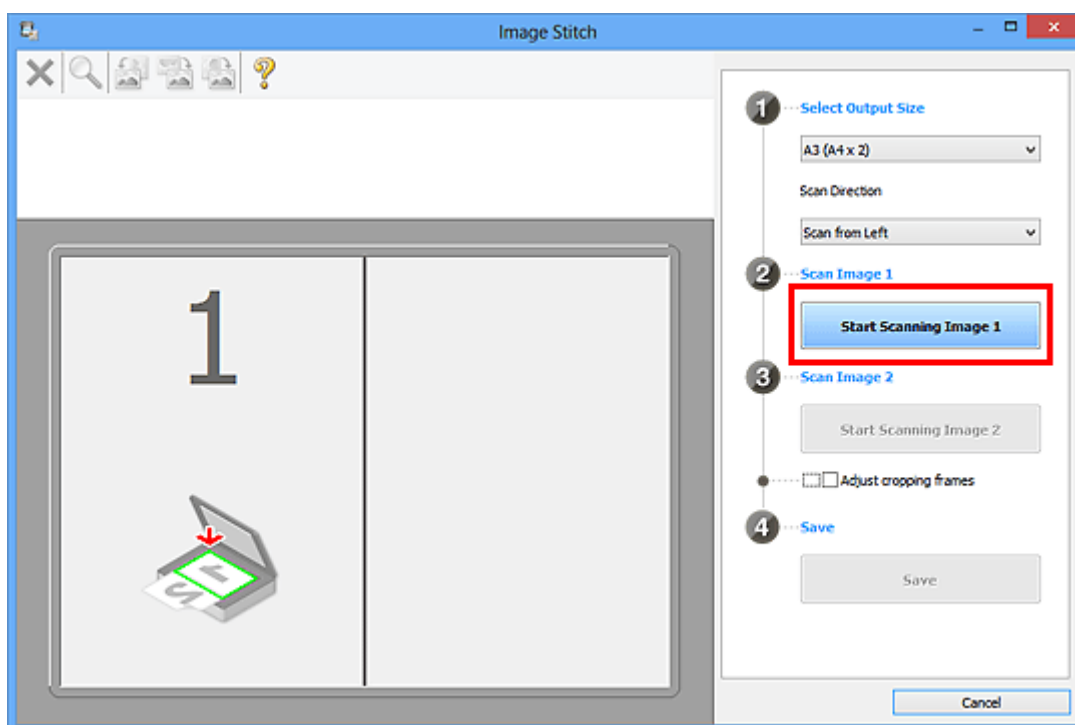 Image Stitch
1
Select Output Size
A3 (A4 x 2)
Scan Direction
Scan from Left
2
Scan Image 1
Start Scanning Image 1
3
Scan Image 2
Start Scanning Image 2
Adjust cropping frames
4
Save
Save
Cancel
1